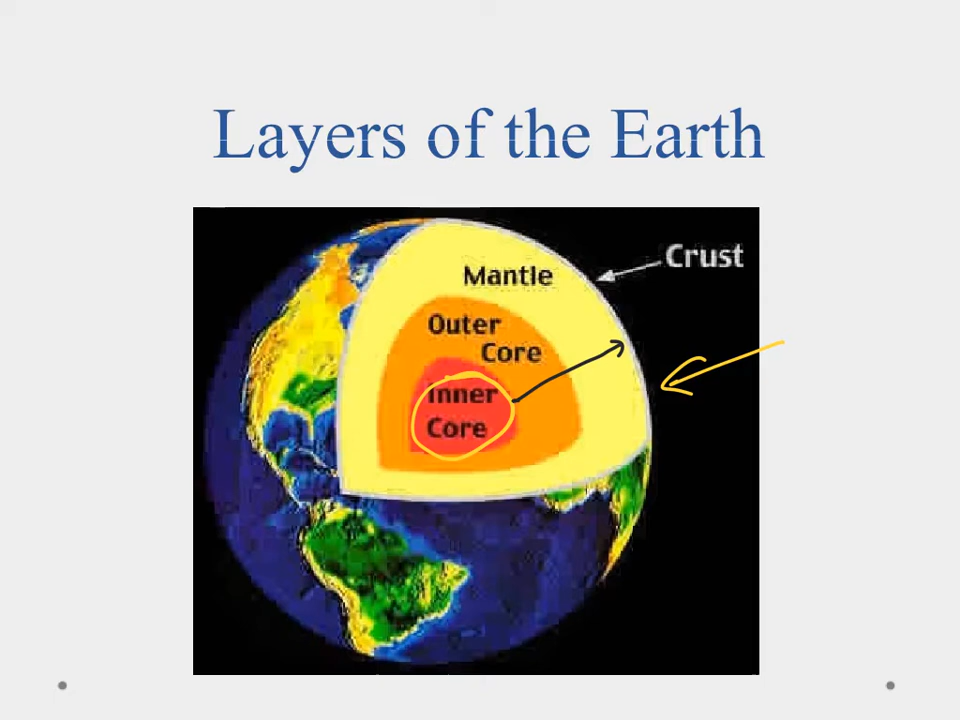 Layers of the Earth
Crust
Mantle
Outer
Core
Inner
Core